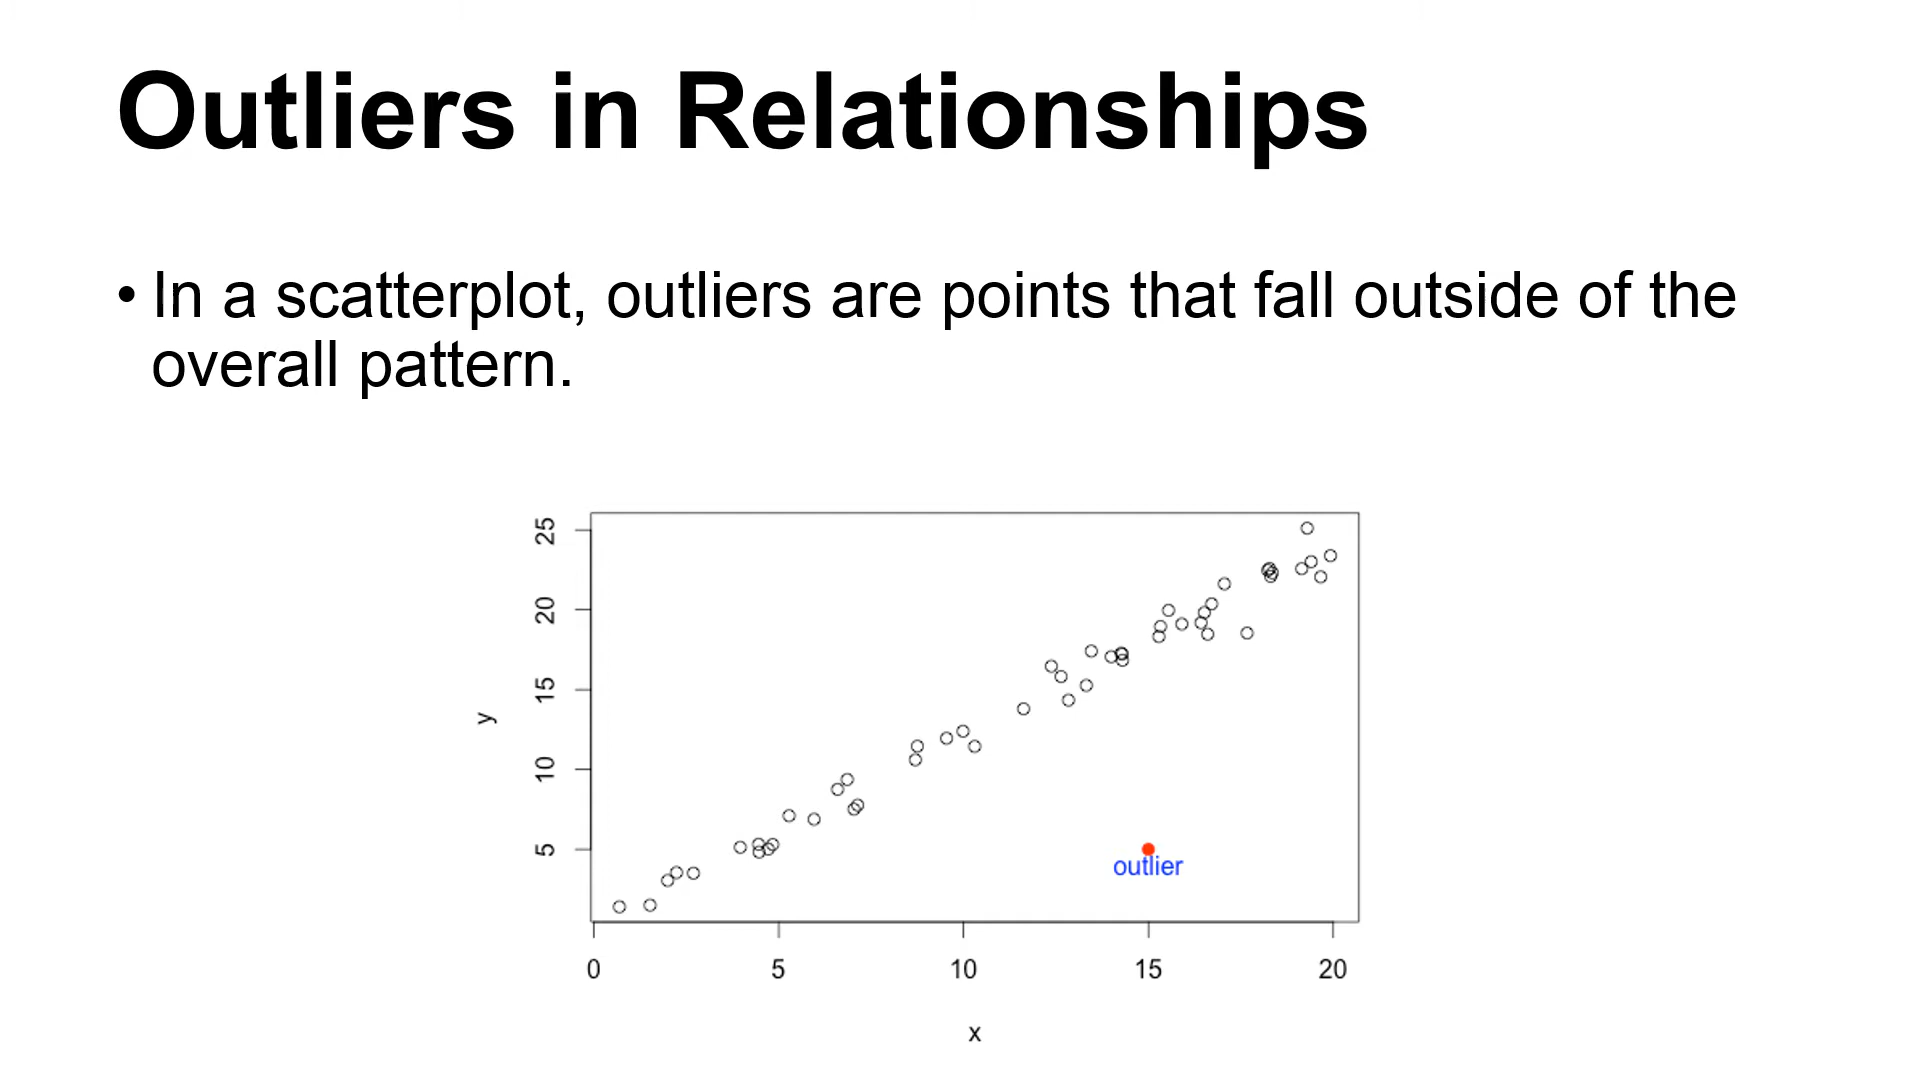 Outliers in Relationships
• In a scatterplot, outliers are points that fall outside of the
overall pattern.
25
20
15
10
5
y
outlier
0 5 10 15 20
x